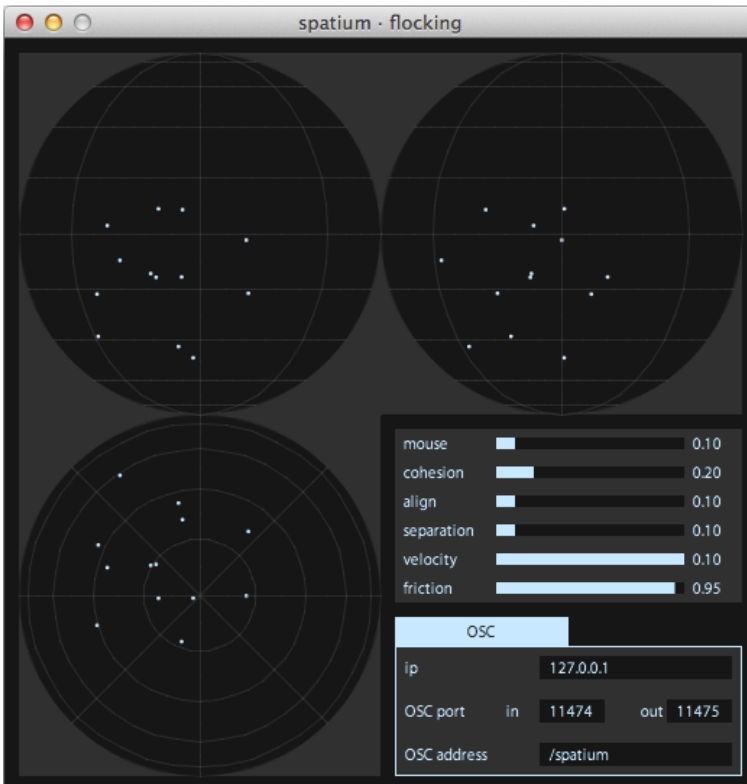 spatium · flocking
mouse 0.10
cohesion 0.20
align 0.10
separation 0.10
velocity 0.10
friction 0.95
OSC
ip 127.0.0.1
OSC port in 11474 out 11475
OSC address /spatium